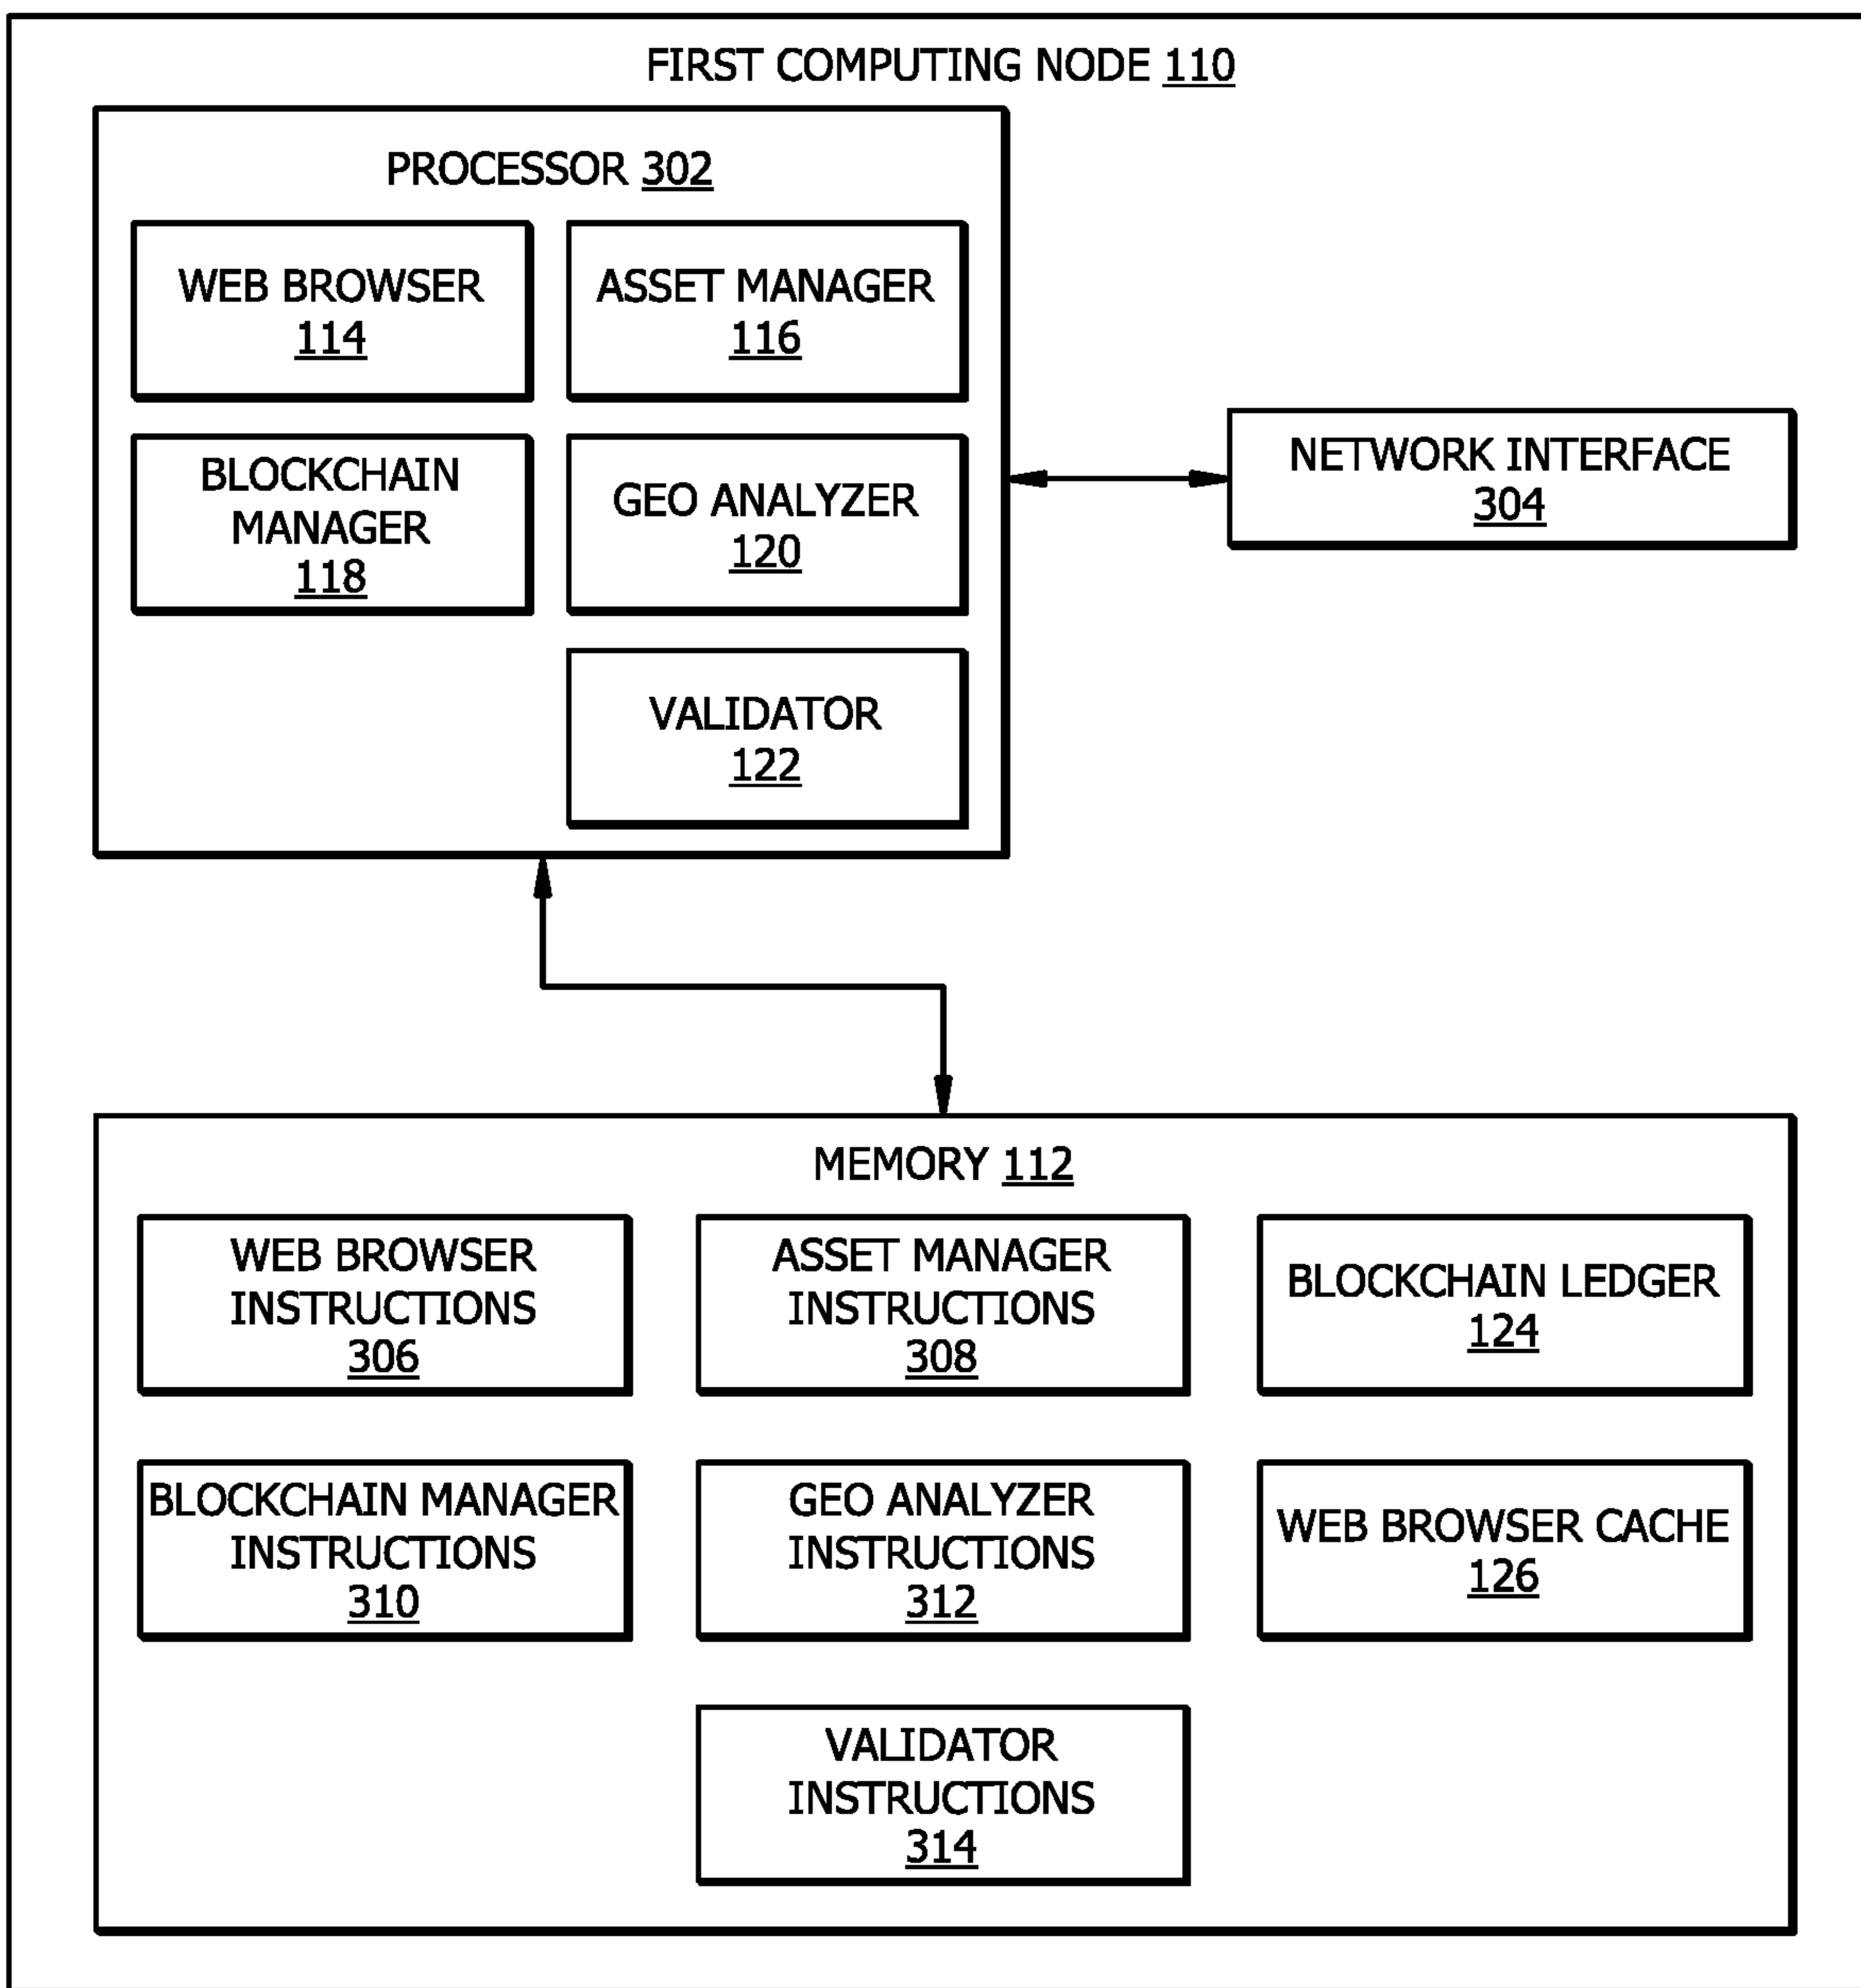 FIRST COMPUTING NODE 110
PROCESSOR 302
WEB BROWSER
114
ASSET MANAGER
116
BLOCKCHAIN
MANAGER
118
GEO ANALYZER
120
VALIDATOR
122
NETWORK INTERFACE
304
MEMORY 112
WEB BROWSER
INSTRUCTIONS
306
ASSET MANAGER
INSTRUCTIONS
308
BLOCKCHAIN LEDGER
124
BLOCKCHAIN MANAGER
INSTRUCTIONS
310
GEO ANALYZER
INSTRUCTIONS
312
WEB BROWSER CACHE
126
VALIDATOR
INSTRUCTIONS
314